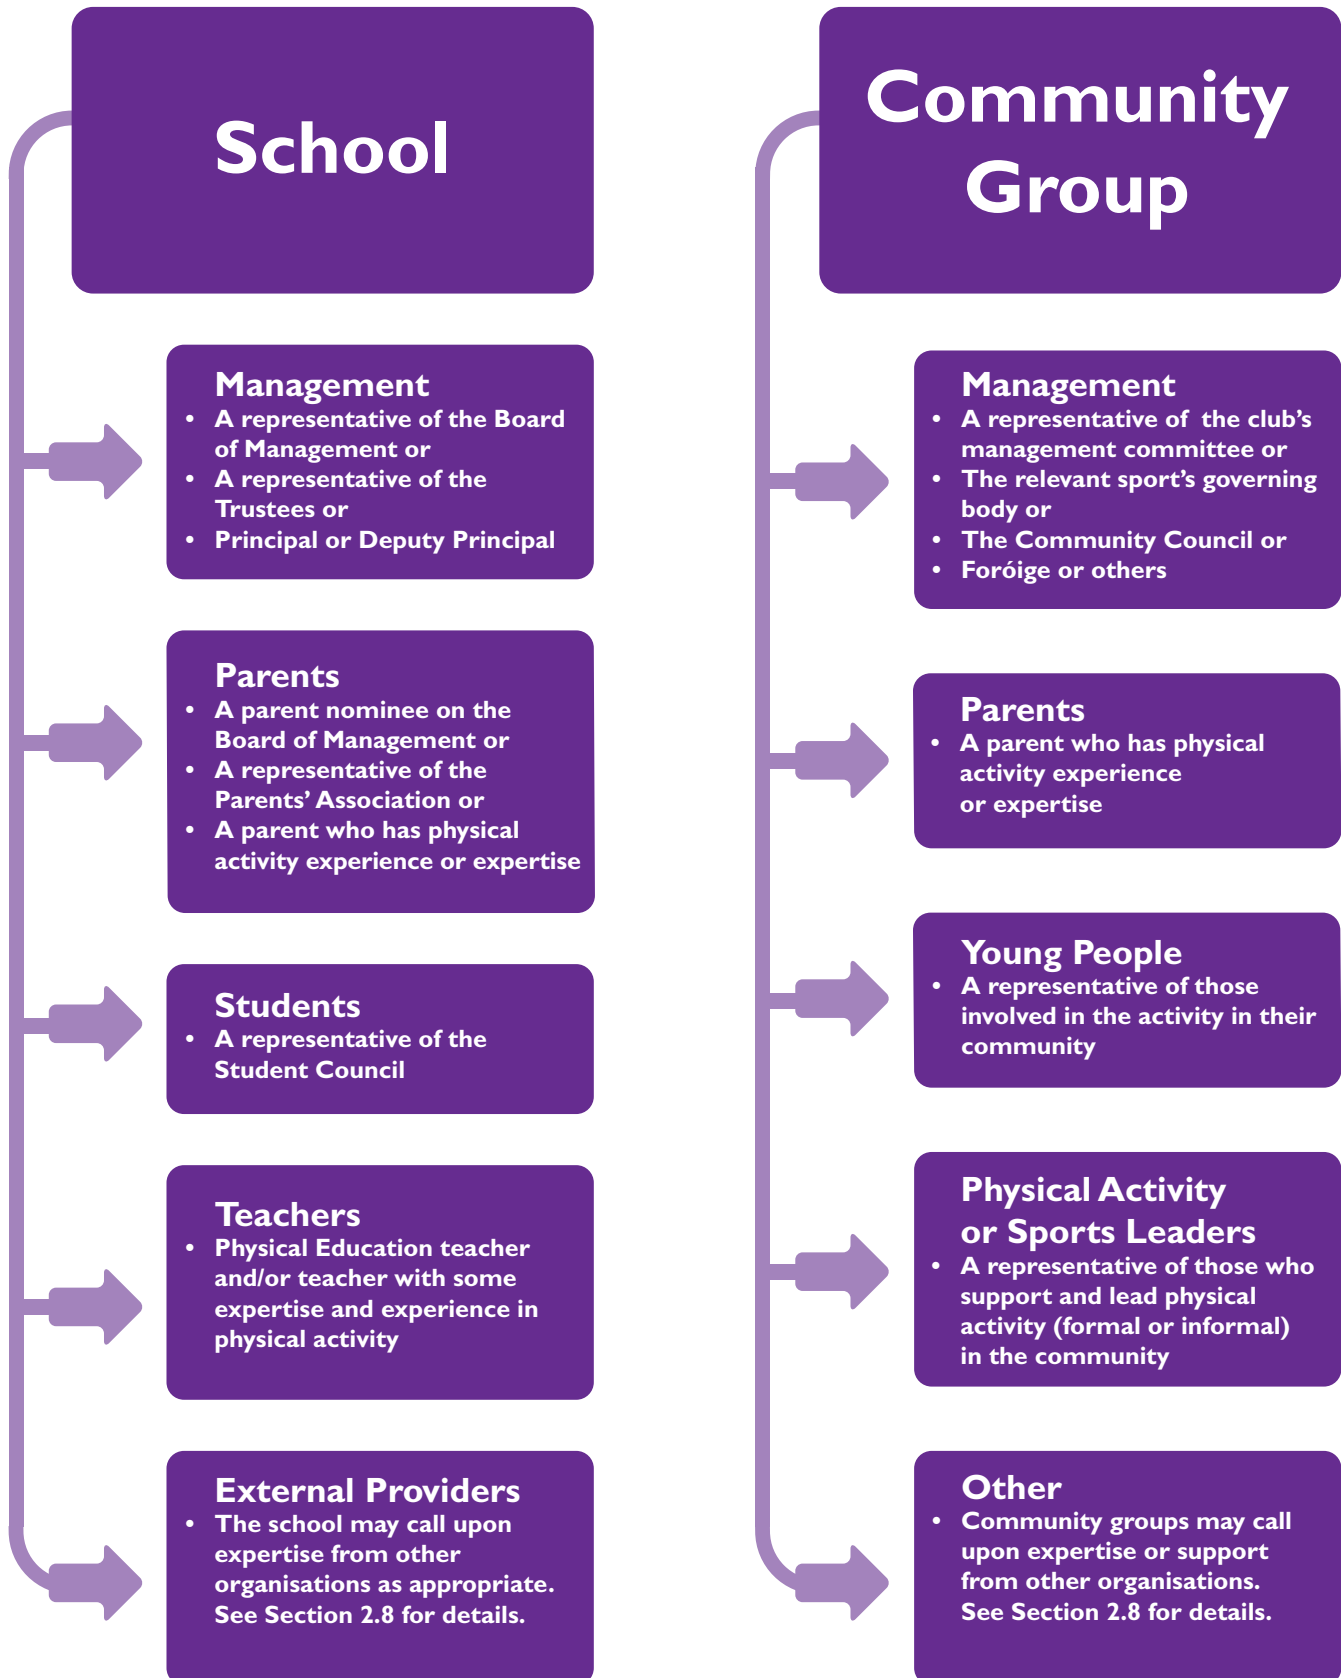 School
Management
• A representative of the Board
of Management or
• A representative of the
Trustees or
• Principal or Deputy Principal
Parents
• A parent nominee on the
Board of Management or
• A representative of the
Parents' Association or
• A parent who has physical
activity experience or expertise
Students
• A representative of the
Student Council
Teachers
• Physical Education teacher
and/or teacher with some
expertise and experience in
physical activity
External Providers
• The school may call upon
expertise from other
organisations as appropriate.
See Section 2.8 for details.
Community
Group
Management
• A representative of the club's
management committee or
• The relevant sport's governing
body or
• The Community Council or
• Foróige or others
Parents
• A parent who has physical
activity experience
or expertise
Young People
• A representative of those
involved in the activity in their
community
Physical Activity
or Sports Leaders
• A representative of those who
support and lead physical
activity (formal or informal)
in the community
Other
• Community groups may call
upon expertise or support
from other organisations.
See Section 2.8 for details.